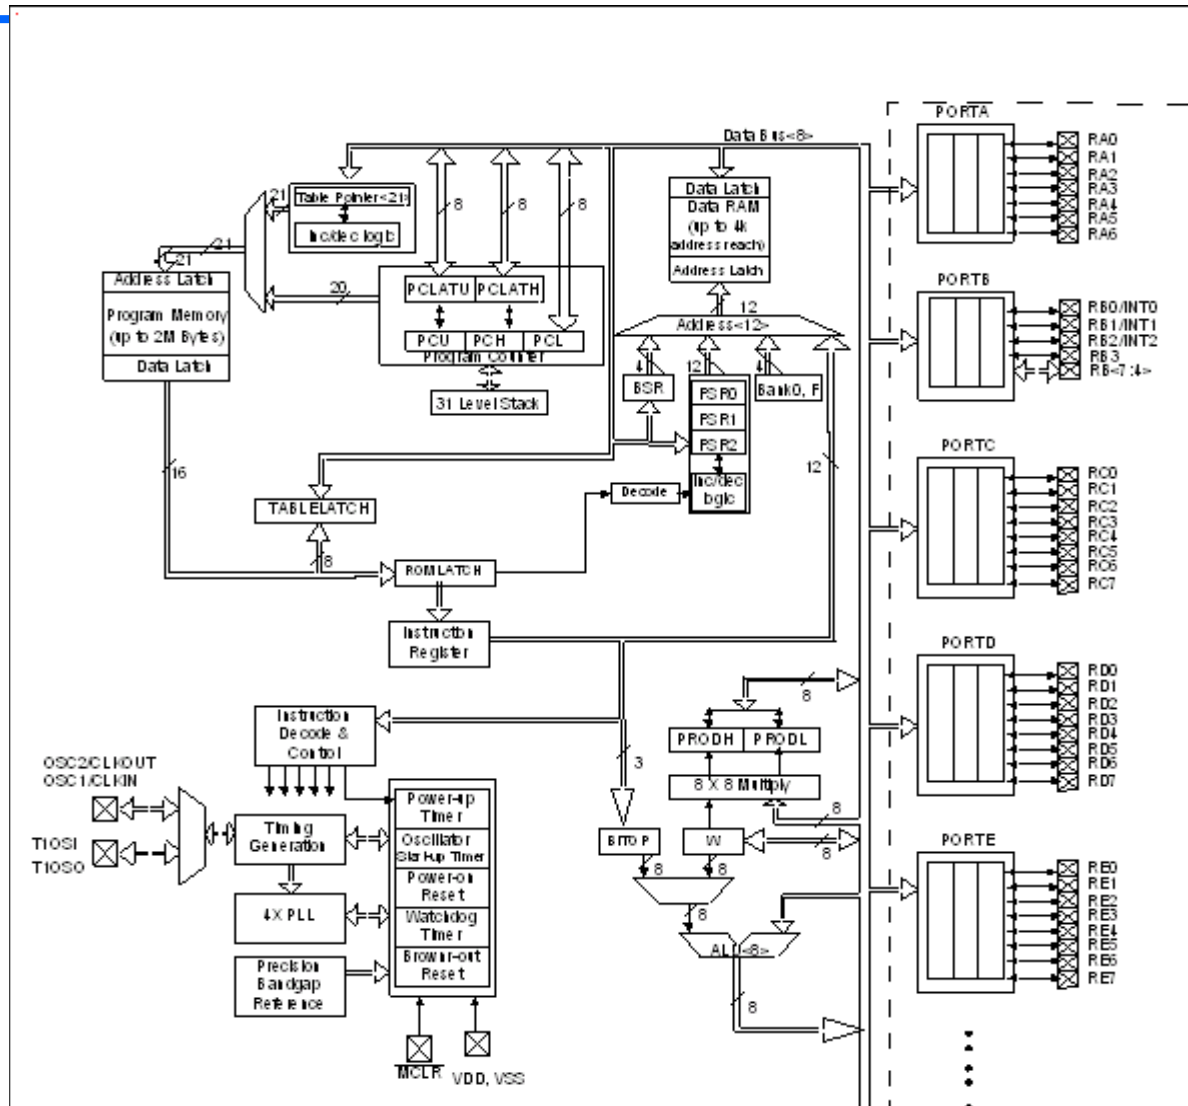 PORTA
Data Bus<8>
RA0
RA1
RA2
RA3
RA4
RA5
RA6
21
Table Pointer<21>
inc/dec logic
8
8
8
Data Latch
Data RAM
(up to 4k
address reach)
Address Latch
21
21
Address Latch
Program Memory
(up to 2M Bytes)
Data Latch
20
PCLATU
PCLATH
PCU
PCH
PCL
Program Counter
31 Level Stack
12
Address<12>
4
12
4
BSR
FSR0
FSR1
FSR2
inc/dec
logic
Bank0, F
12
PORTB
RB0/INT0
RB1/INT1
RB2/INT2
RB3
RB<7:4>
16
TABLELATCH
8
Decode
ROMLATCH
Instruction
Register
PORTC
RC0
RC1
RC2
RC3
RC4
RC5
RC6
RC7
PORTD
RD0
RD1
RD2
RD3
RD4
RD5
RD6
RD7
8
PRODH
PRODL
8 X 8 Multiply
3
8
BITOP
W
8
8
8
8
ALU<8>
8
Instruction
Decode &
Control
OSC2/CLKOUT
OSC1/CLKIN
T1OSI
T1OSO
Timing
Generation
4X PLL
Precision
Bandgap
Reference
Power-up
Timer
Oscillator
Start-up Timer
Power-on
Reset
Watchdog
Timer
Brown-out
Reset
MCLR
VDD, VSS
PORTE
RE0
RE1
RE2
RE3
RE4
RE5
RE6
RE7